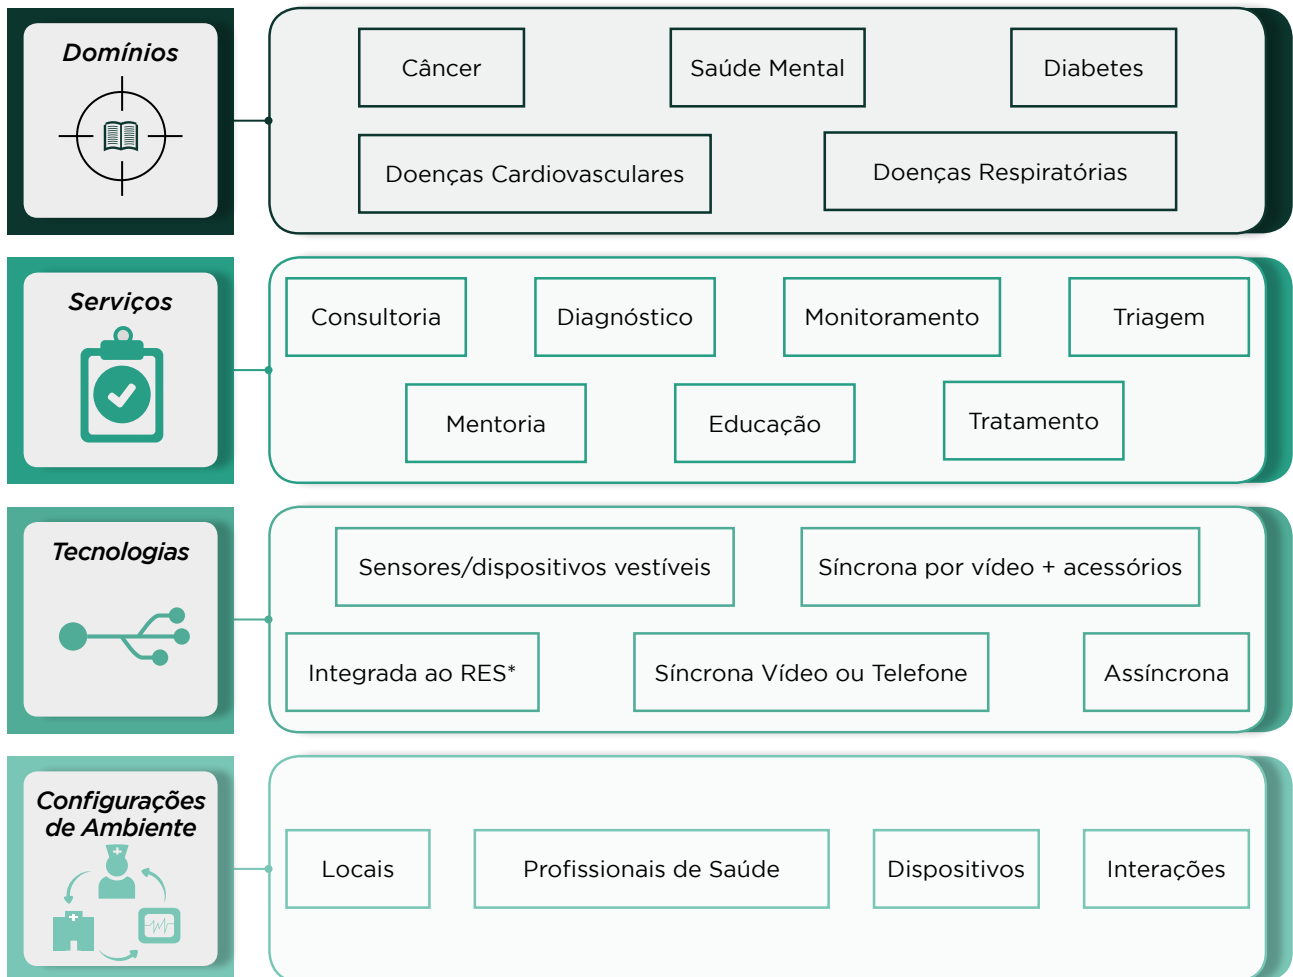 Domínios
Câncer
Saúde Mental
Diabetes
Doenças Cardiovasculares
Doenças Respiratórias
Serviços
Consultoria
Diagnóstico
Monitoramento
Triagem
Mentoria
Educação
Tratamento
Tecnologias
Sensores/dispositivos vestíveis
Síncrona por vídeo + acessórios
Integrada ao RES*
Síncrona Vídeo ou Telefone
Assíncrona
Configurações
de Ambiente
Locais
Profissionais de Saúde
Dispositivos
Interações